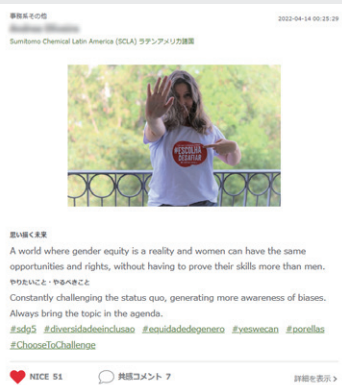 事務系その他
2022-04-14 00:25:29
Sumitomo Chemical Latin America (SCLA) ラテンアメリカ諸国
#ESCOLHA
DESAFIAR
思い描く未来
A world where gender equity is a reality and women can have the same
opportunities and rights, without having to prove their skills more than men.
やりたいこと・やるべきこと
Constantly challenging the status quo, generating more awareness of biases.
Always bring the topic in the agenda.
#sdg5 #diversidadeeinclusao #equidadedegenero #yeswecan #porellas
#ChooseToChallenge
NICE 51
共感コメント 7
詳細を表示 >